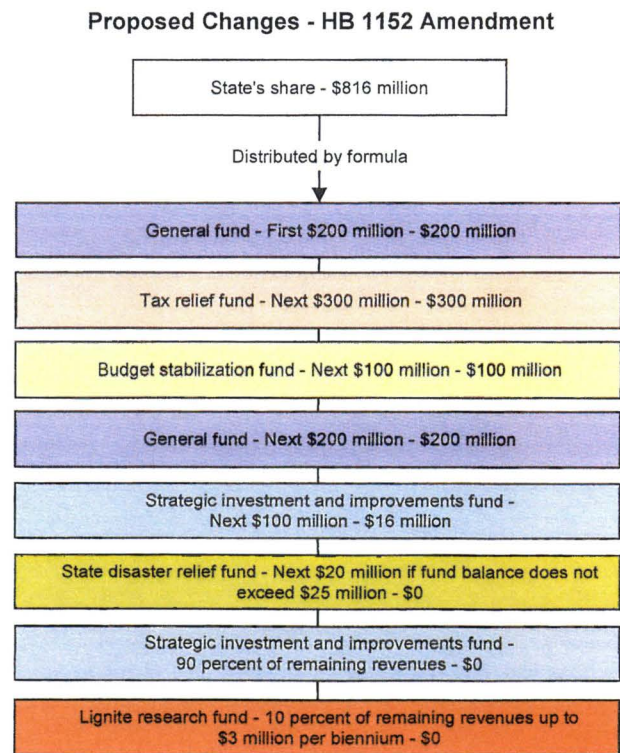 Proposed Changes - HB 1152 Amendment
State's share - $816 million
Distributed by formula
General fund - First $200 million - $200 million
Tax relief fund - Next $300 million - $300 million
Budget stabilization fund - Next $100 million - $100 million
General fund - Next $200 million - $200 million
Strategic investment and improvements fund -
Next $100 million - $16 million
State disaster relief fund - Next $20 million if fund balance does not
exceed $25 million - $0
Strategic investment and improvements fund -
90 percent of remaining revenues - $0
Lignite research fund - 10 percent of remaining revenues up to
$3 million per biennium - $0